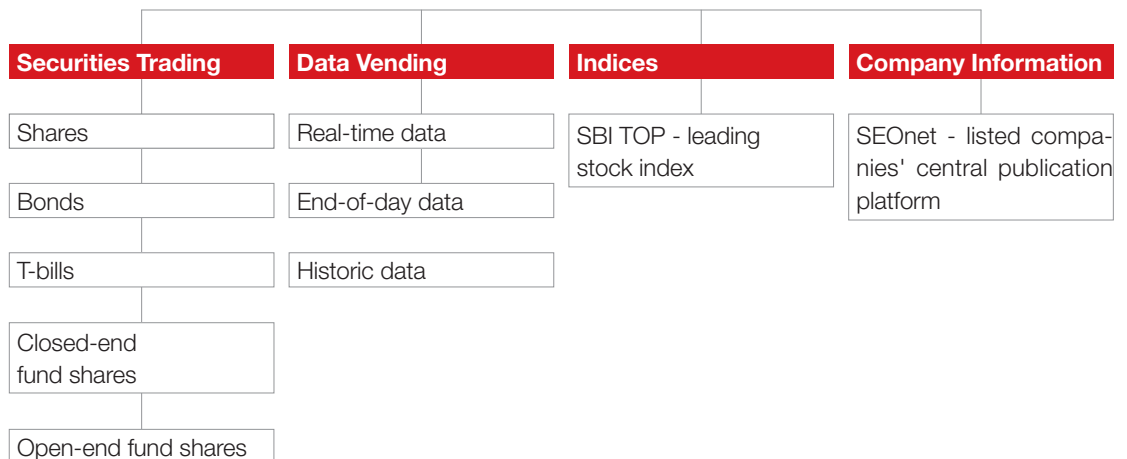 Securities Trading
Shares
Bonds
T-bills
Closed-end
fund shares
Open-end fund shares
Data Vending
Real-time data
End-of-day data
Historic data
Indices
SBI TOP - leading
stock index
Company Information
SEOnet - listed compa-
nies' central publication
platform